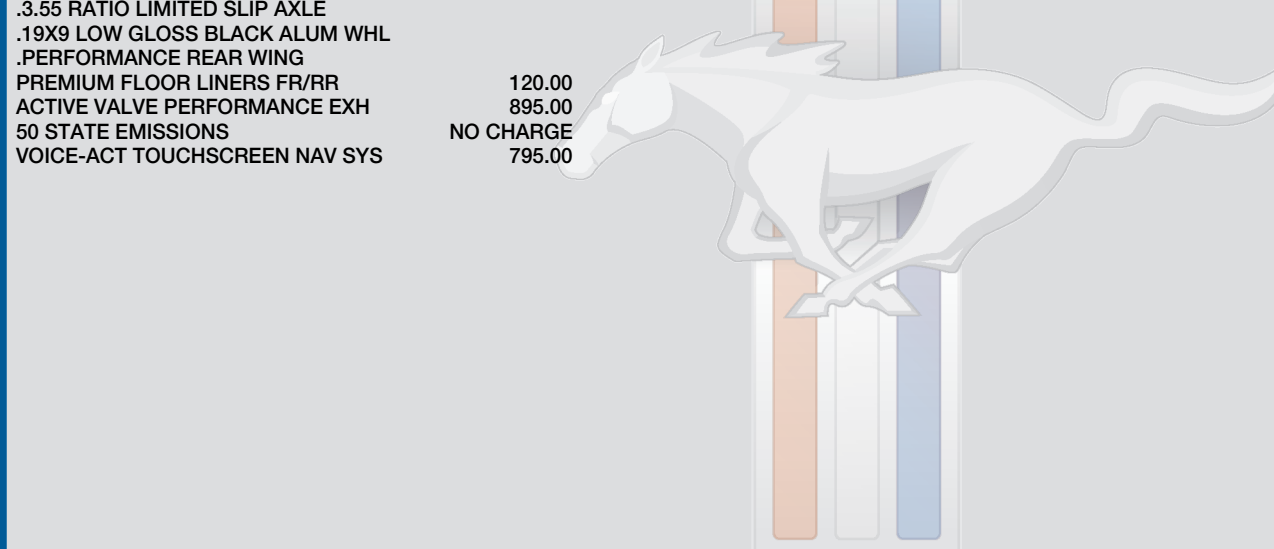 .3.55 RATIO LIMITED SLIP AXLE
.19X9 LOW GLOSS BLACK ALUM WHL
.PERFORMANCE REAR WING
PREMIUM FLOOR LINERS FR/RR 120.00
ACTIVE VALVE PERFORMANCE EXH 895.00
50 STATE EMISSIONS NO CHARGE
VOICE-ACT TOUCHSCREEN NAV SYS 795.00